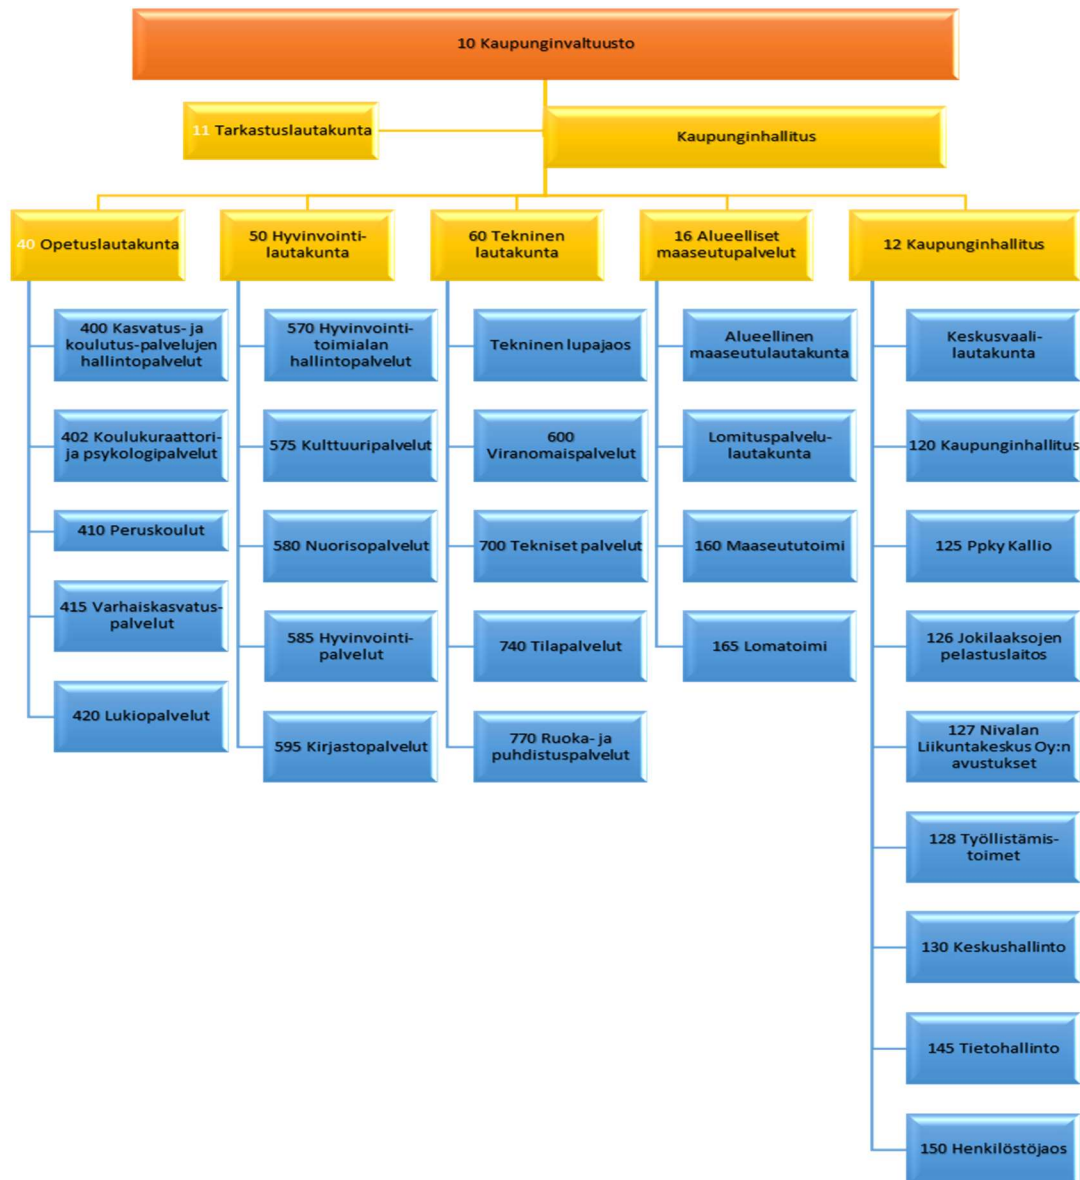 10 Kaupunginvaltuusto
11 Tarkastuslautakunta
Kaupunginhallitus
40 Opetuslautakunta
400 Kasvatus- ja
koulutus-palvelujen
hallintopalvelut
402 Koulukuraattori-
ja psykologipalvelut
410 Peruskoulut
415 Varhaiskasvatus-
palvelut
420 Lukiopalvelut
50 Hyvinvointi-
lautakunta
570 Hyvinvointi-
toimialan
hallintopalvelut
575 Kulttuuripalvelut
580 Nuorisopalvelut
585 Hyvinvointi-
palvelut
595 Kirjastopalvelut
60 Tekninen
lautakunta
Tekninen lupajaos
600
Viranomaispalvelut
700 Tekniset palvelut
740 Tilapalvelut
770 Ruoka- ja
puhdistuspalvelut
16 Alueelliset
maaseutupalvelut
Alueellinen
maaseutulautakunta
Lomituspalvelu-
lautakunta
160 Maaseututoimi
165 Lomatoimi
12 Kaupunginhallitus
Keskusvaali-
lautakunta
120 Kaupunginhallitus
125 Ppky Kallio
126 Jokilaaksojen
pelastuslaitos
127 Nivalan
Liikuntakeskus Oy:n
avustukset
128 Työllistämis-
toimet
130 Keskushallinto
145 Tietohallinto
150 Henkilöstöjaos